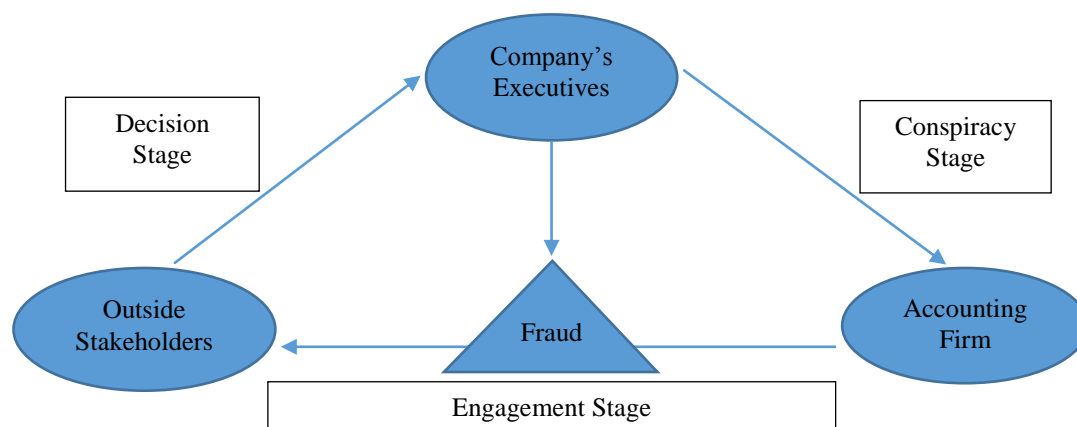 Company’s
Executives
Decision
Stage
Conspiracy
Stage
Outside
Stakeholders
Fraud
Accounting
Firm
Engagement Stage